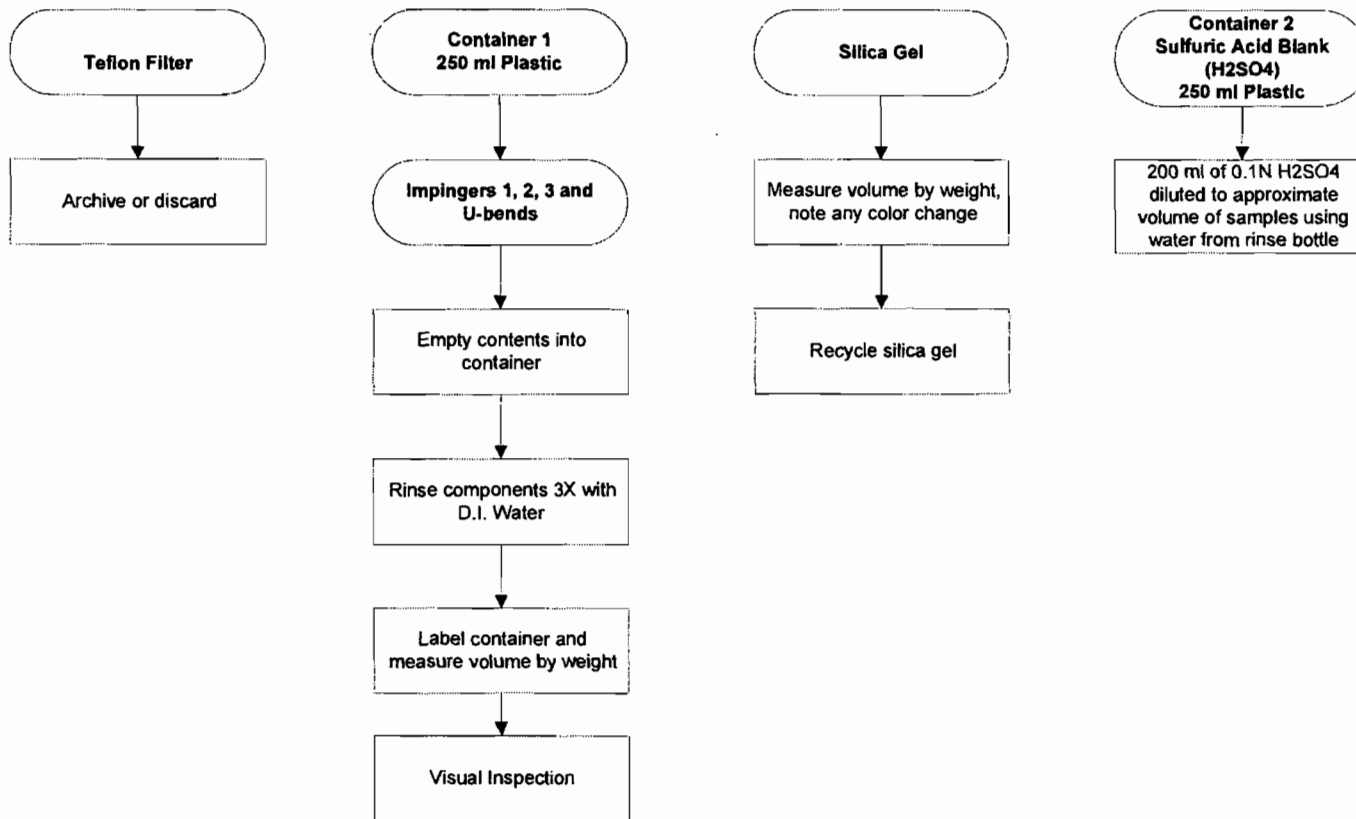 Teflon Filter
Archive or discard
Container 1
250 ml Plastic
Impingers 1, 2, 3 and
U-bends
Empty contents into
container
Rinse components 3X with
D.I. Water
Label container and
measure volume by weight
Visual Inspection
Silica Gel
Measure volume by weight,
note any color change
Recycle silica gel
Container 2
Sulfuric Acid Blank
(H2SO4)
250 ml Plastic
200 ml of 0.1N H2SO4
diluted to approximate
volume of samples using
water from rinse bottle